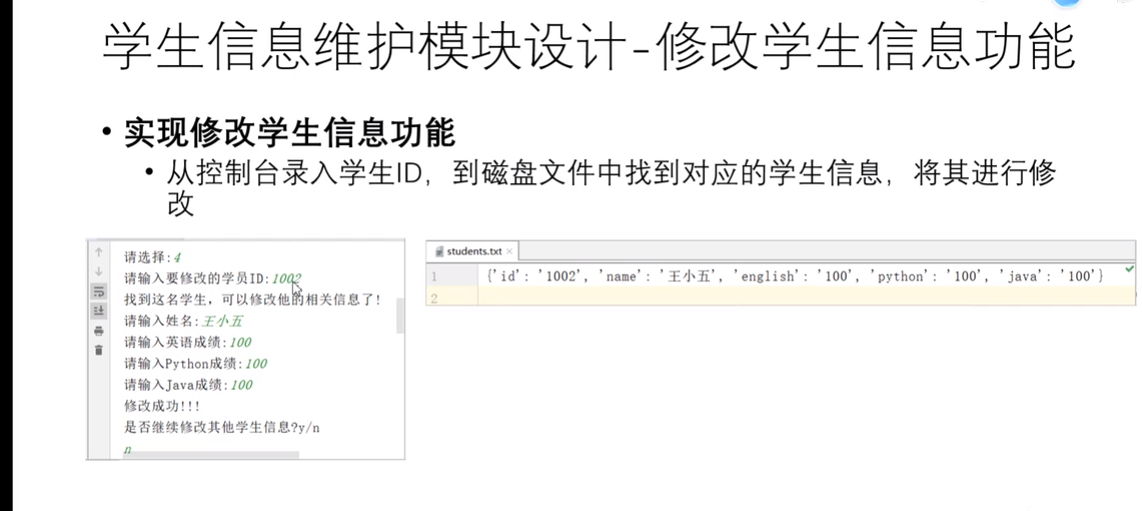 学生信息维护模块设计-修改学生信息功能
• 实现修改学生信息功能
• 从控制台录入学生ID，到磁盘文件中找到对应的学生信息，将其进行修
改
请选择:4
请输入要修改的学员ID:1002
找到这名学生，可以修改他的相关信息了!
请输入姓名:王小五
请输入英语成绩:100
请输入Python成绩:100
请输入Java成绩:100
修改成功!!!
是否继续修改其他学生信息?y/n
n
students.txt
1 {'id': '1002', 'name': '王小五', 'english': '100', 'python': '100', 'java': '100'}
2